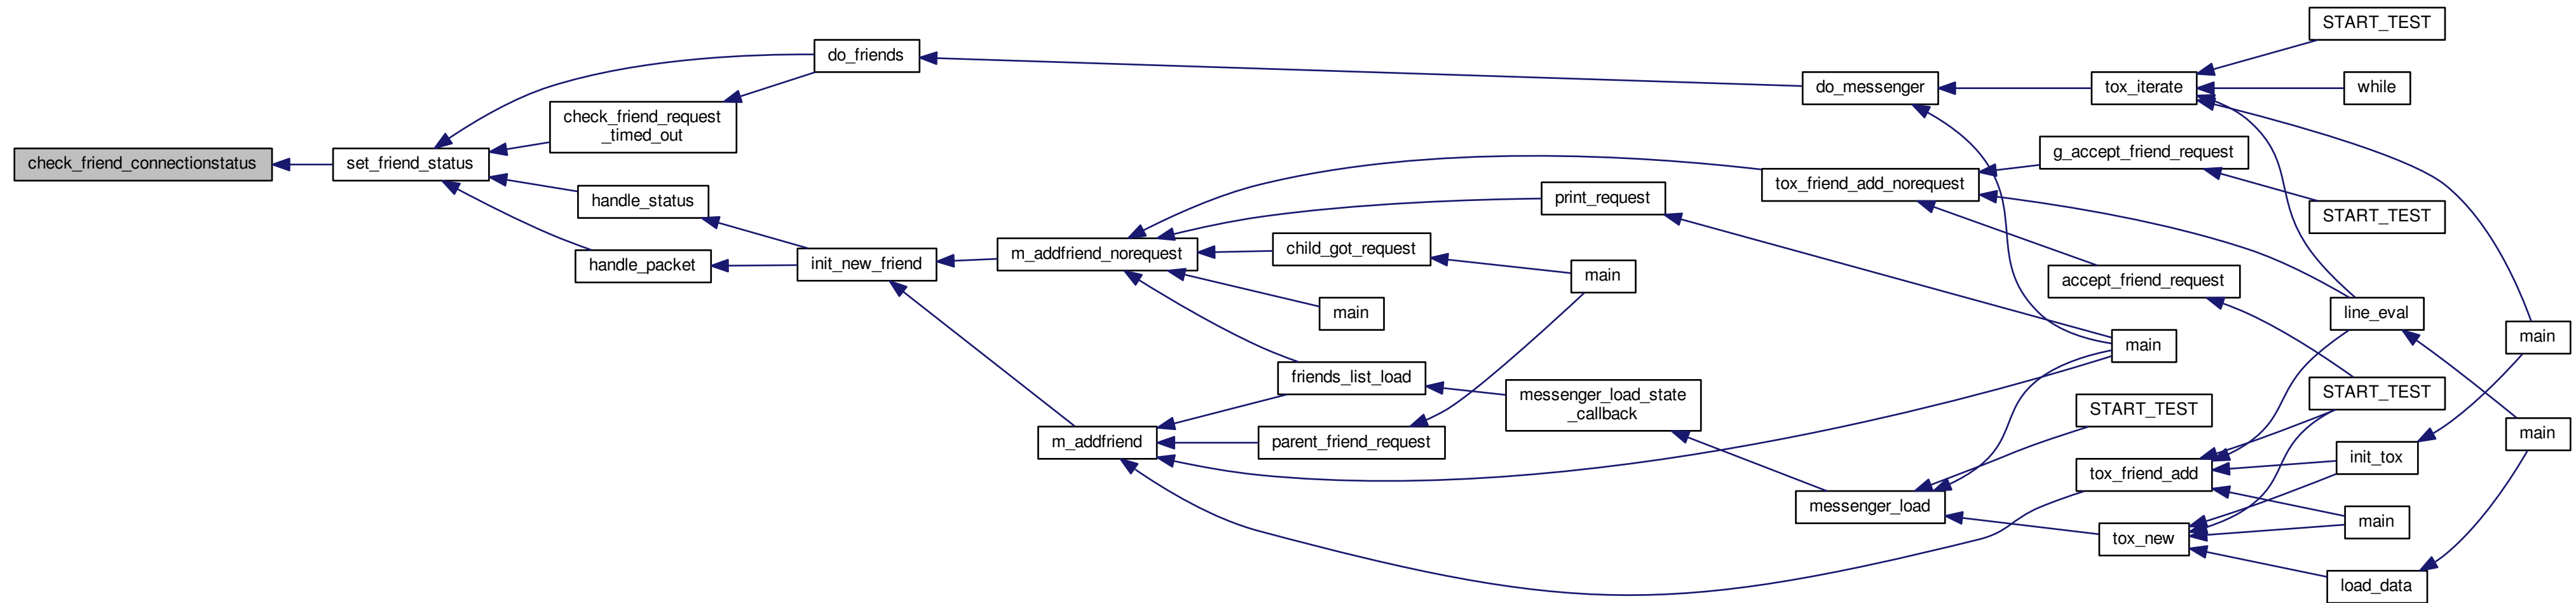 check_friend_connectionstatus
set_friend_status
do_friends
check_friend_request
_timed_out
handle_status
handle_packet
init_new_friend
m_addfriend_norequest
m_addfriend
print_request
child_got_request
main
main
friends_list_load
parent_friend_request
messenger_load_state
_callback
do_messenger
tox_friend_add_norequest
messenger_load
tox_iterate
g_accept_friend_request
accept_friend_request
main
START_TEST
tox_friend_add
tox_new
START_TEST
while
START_TEST
line_eval
START_TEST
init_tox
main
load_data
main
main